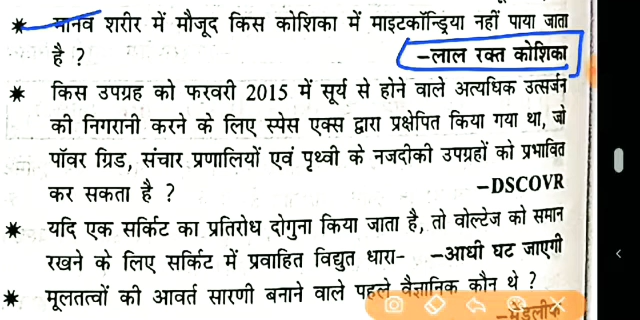 * मानव शरीर में मौजूद किस कोशिका में माइटकॉन्ड्रिया नहीं पाया जाता
है ? -लाल रक्त कोशिका
* किस उपग्रह को फरवरी 2015 में सूर्य से होने वाले अत्यधिक उत्सर्जन
की निगरानी करने के लिए स्पेस एक्स द्वारा प्रक्षेपित किया गया था, जो
पॉवर ग्रिड, संचार प्रणालियों एवं पृथ्वी के नजदीकी उपग्रहों को प्रभावित
कर सकता है ? -DSCOVR
* यदि एक सर्किट का प्रतिरोध दोगुना किया जाता है, तो वोल्टेज को समान
रखने के लिए सर्किट में प्रवाहित विद्युत धारा- -आधी घट जाएगी
* मूलतत्वों की आवर्त सारणी बनाने वाले पहले वैज्ञानिक कौन थे ?
-मेंडलीफ